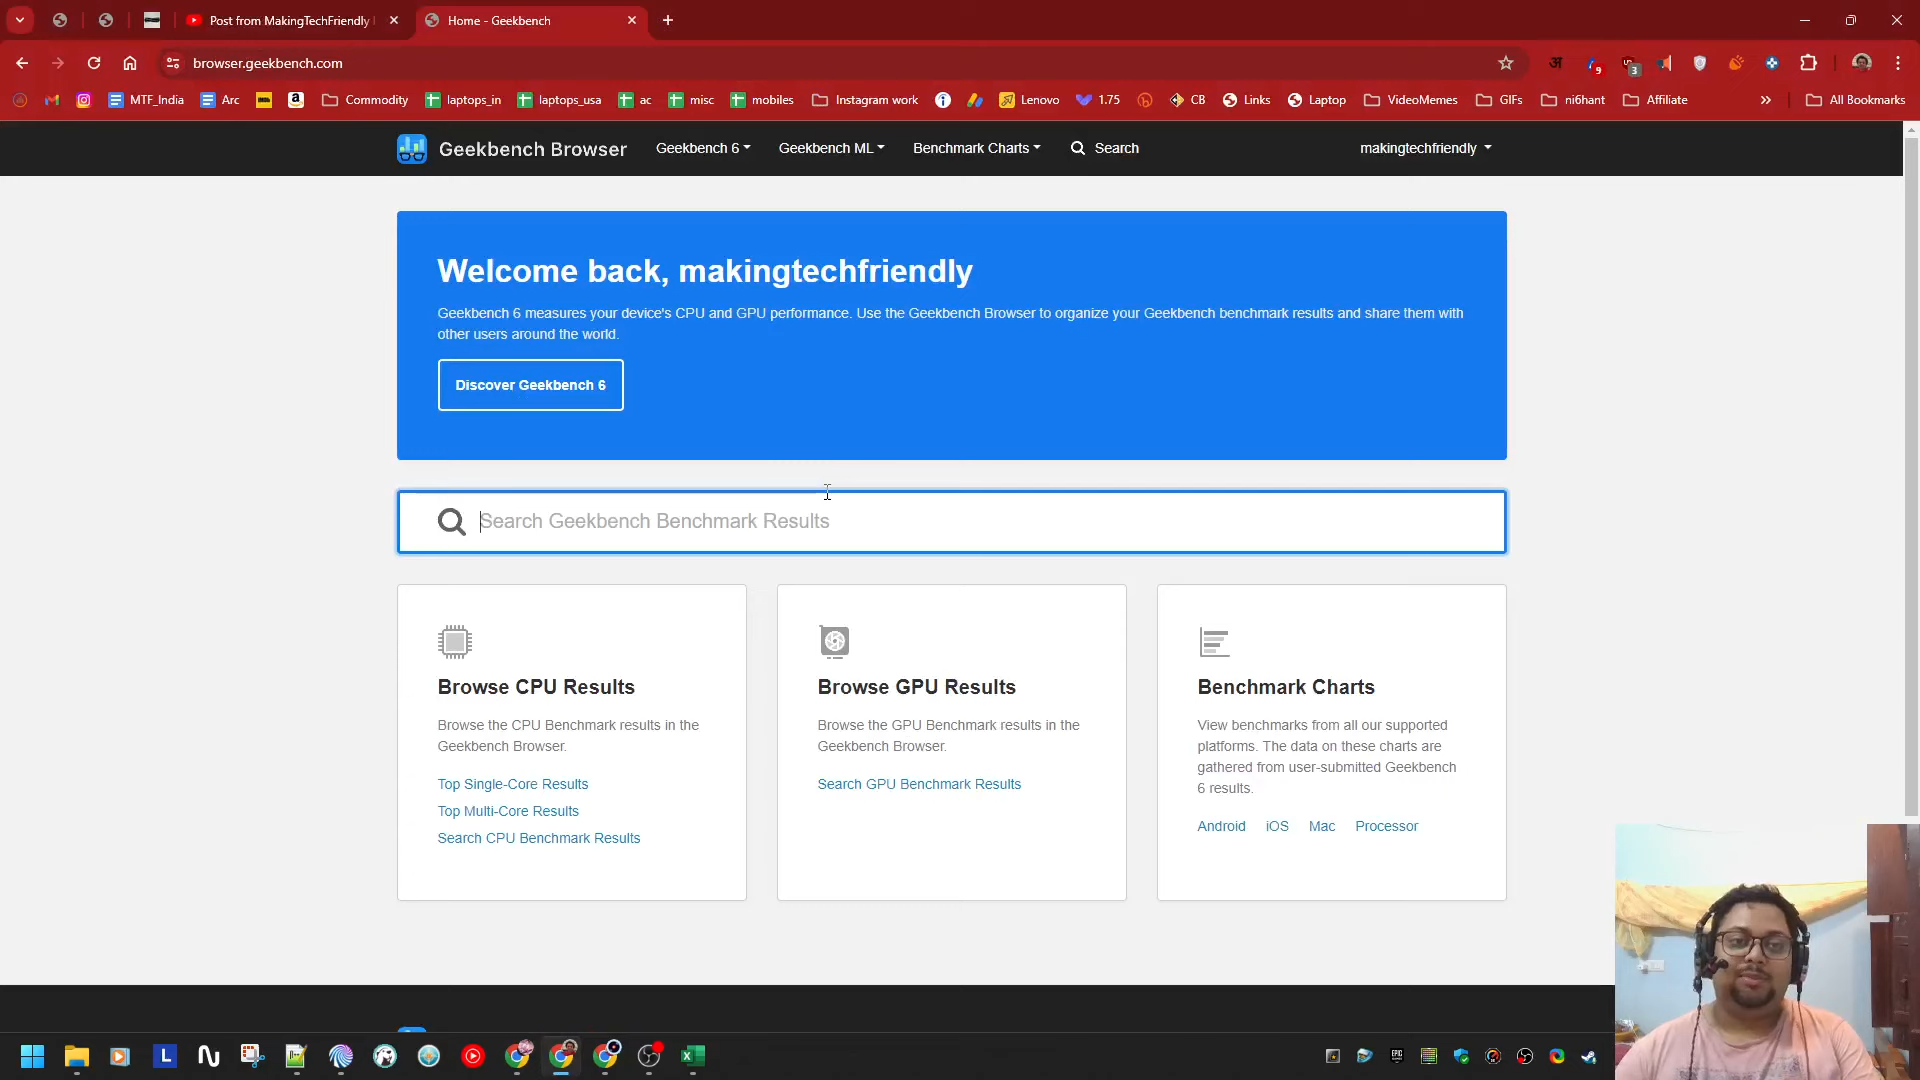 Post from MakingTechFriendly
Home - Geekbench
browser.geekbench.com
अ
9
3
MTF_India
Arc
Commodity
laptops_in
laptops_usa
ac
misc
mobiles
Instagram work
Lenovo
1.75
CB
Links
Laptop
VideoMemes
GIFs
ni6hant
Affiliate
All Bookmarks
Geekbench Browser
Geekbench 6
Geekbench ML
Benchmark Charts
Search
makingtechfriendly
Welcome back, makingtechfriendly
Geekbench 6 measures your device's CPU and GPU performance. Use the Geekbench Browser to organize your Geekbench benchmark results and share them with
other users around the world.
Discover Geekbench 6
Search Geekbench Benchmark Results
Browse CPU Results
Browse the CPU Benchmark results in the
Geekbench Browser.
Top Single-Core Results
Top Multi-Core Results
Search CPU Benchmark Results
Browse GPU Results
Browse the GPU Benchmark results in the
Geekbench Browser.
Search GPU Benchmark Results
Benchmark Charts
View benchmarks from all our supported
platforms. The data on these charts are
gathered from user-submitted Geekbench
6 results.
Android iOS Mac Processor
L
EPIC